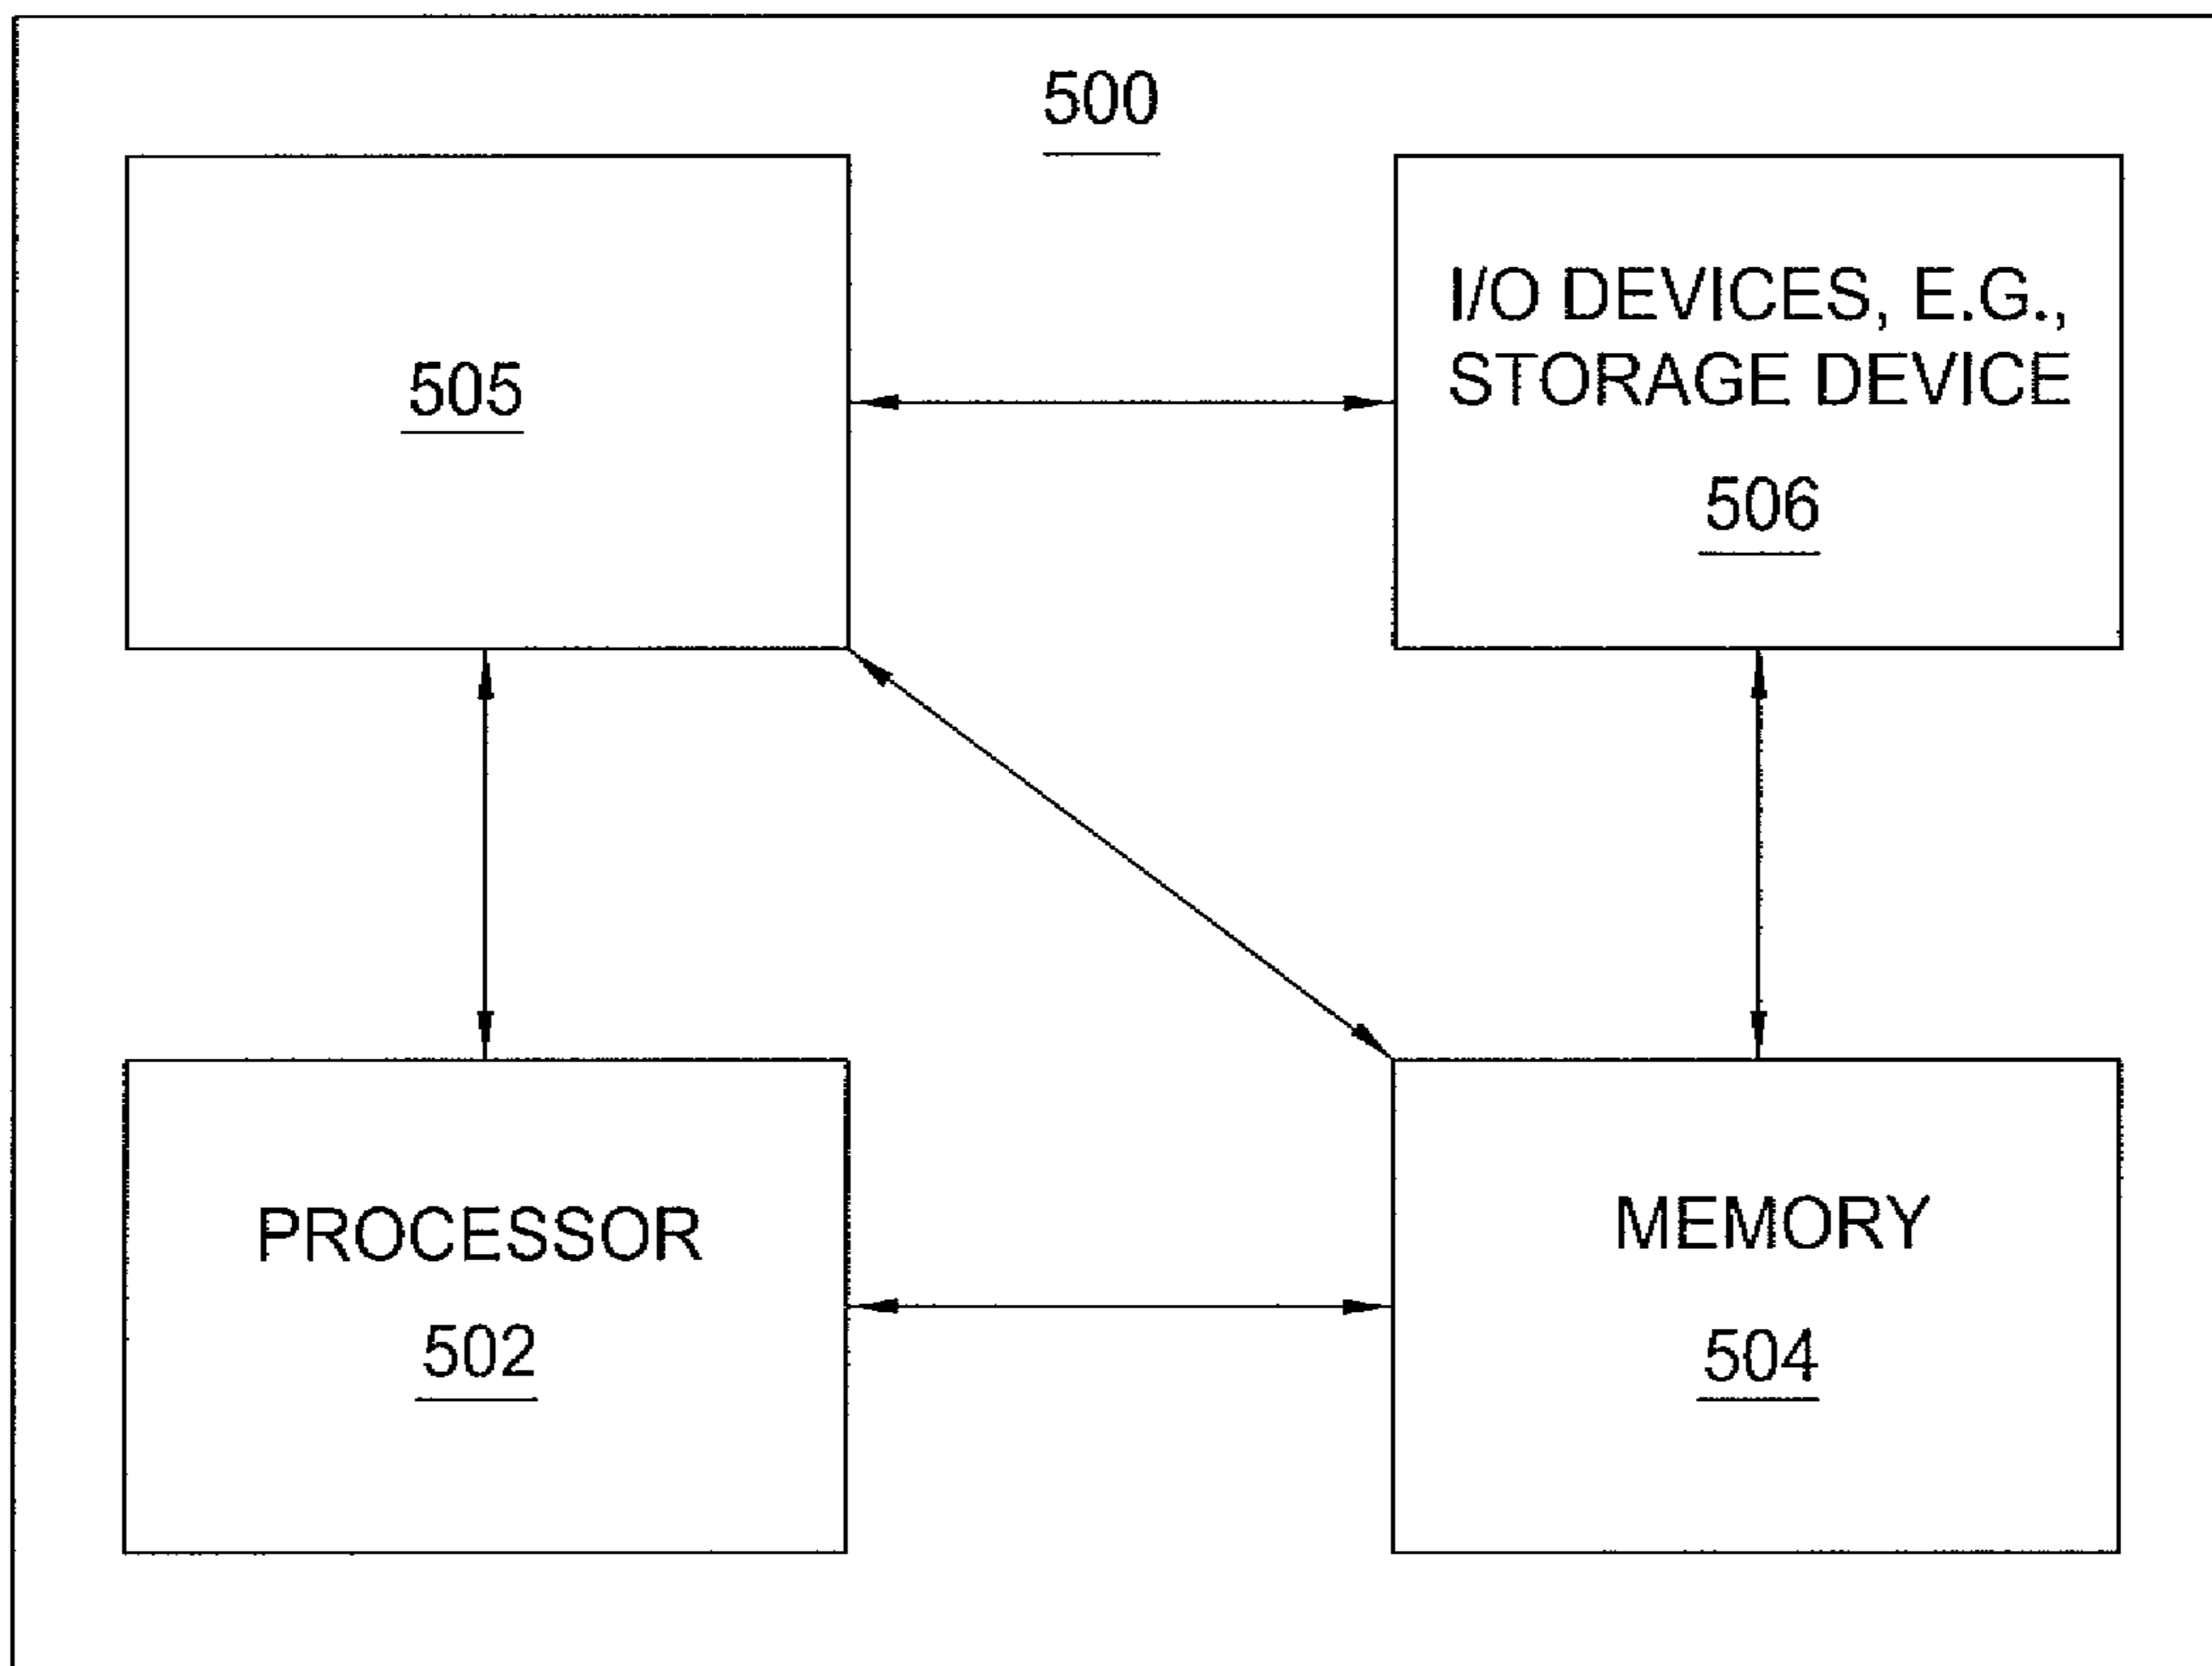 500
505
I/O DEVICES, E.G.,
STORAGE DEVICE
506
PROCESSOR
502
MEMORY
504